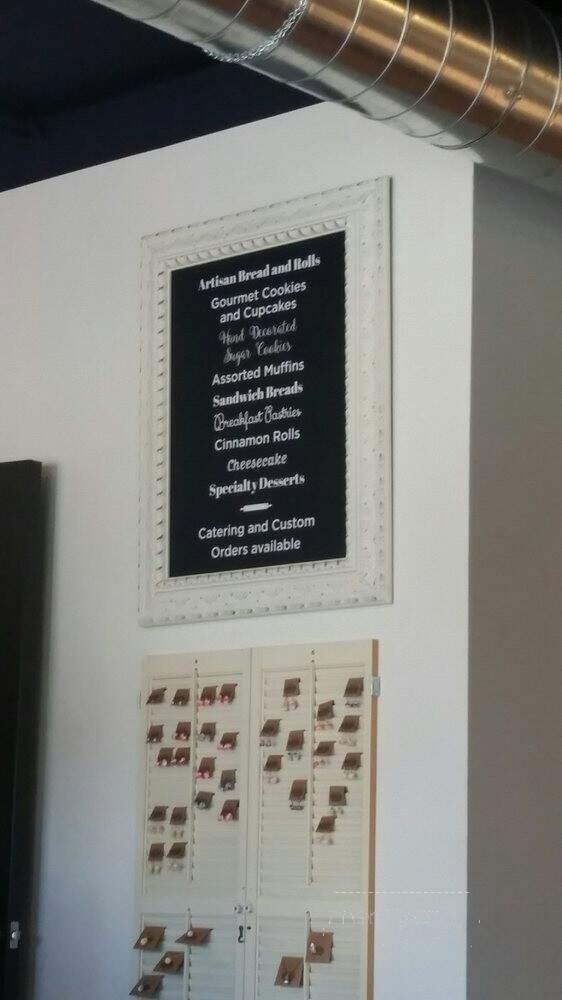 Artisan Bread and Rolls
Gourmet Cookies
and Cupcakes
Hand Decorated
Sugar Cookies
Assorted Muffins
Sandwich Breads
Breakfast Pastries
Cinnamon Rolls
Cheesecake
Specialty Desserts
Catering and Custom
Orders available